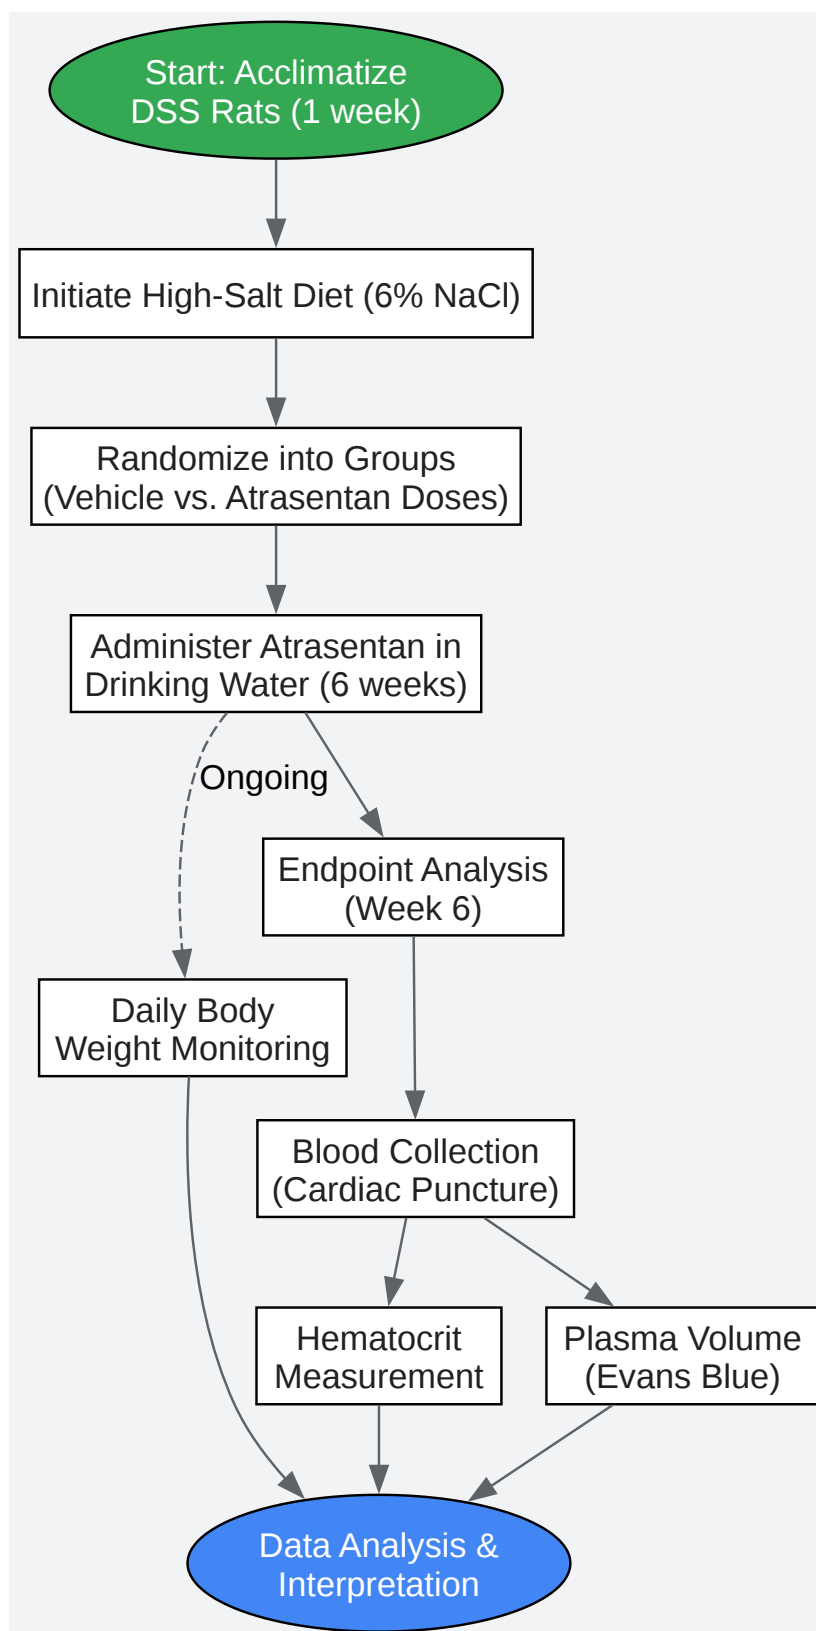 Start: Acclimatize
DSS Rats (1 week)
Initiate High-Salt Diet (6% NaCl)
Randomize into Groups
(Vehicle vs. Atrasentan Doses)
Administer Atrasentan in
Drinking Water (6 weeks)
Ongoing
Endpoint Analysis
(Week 6)
Daily Body
Weight Monitoring
Blood Collection
(Cardiac Puncture)
Hematocrit
Measurement
Plasma Volume
(Evans Blue)
Data Analysis &
Interpretation